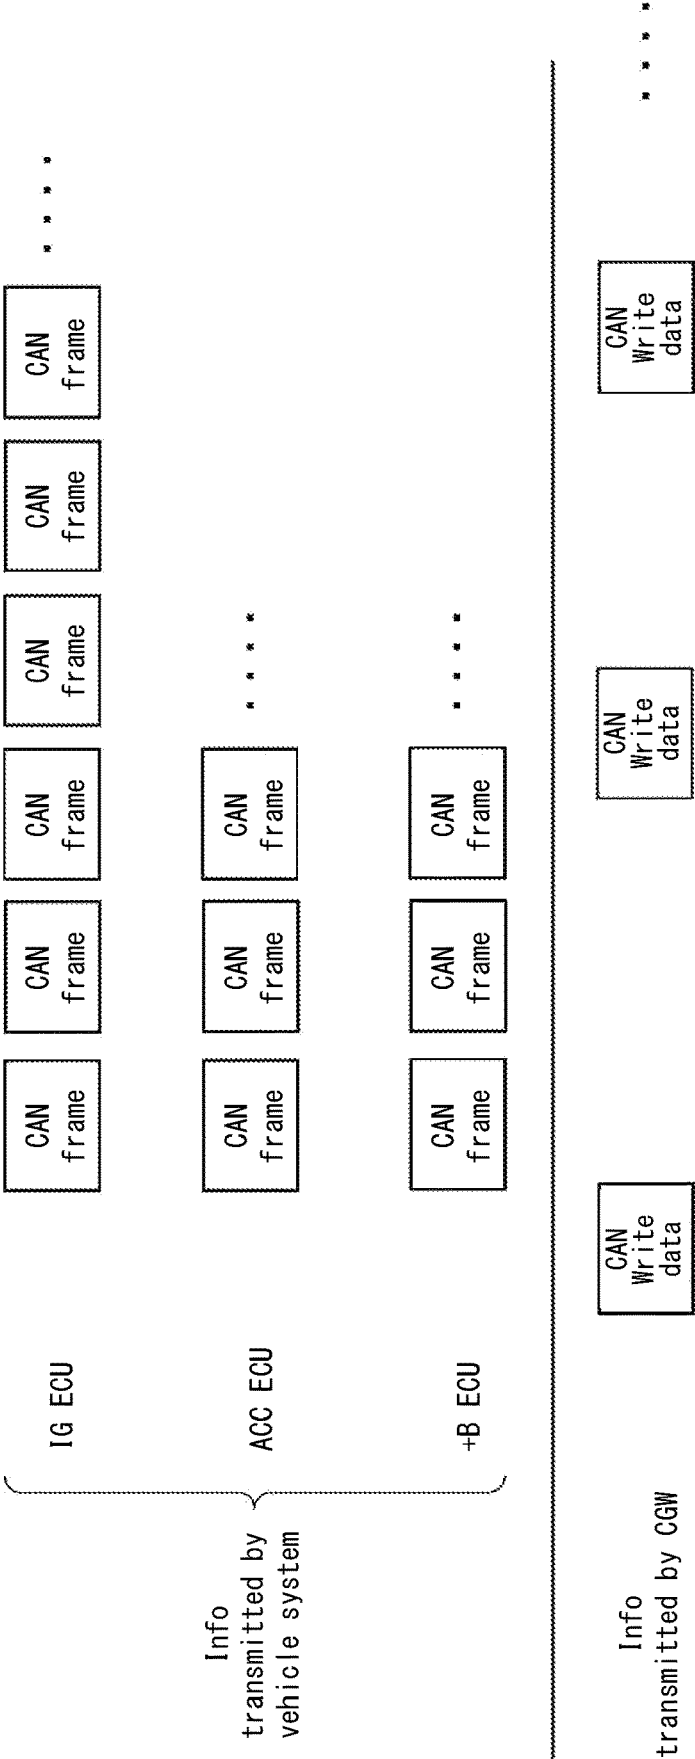 Info
transmitted by
vehicle system
IG ECU
CAN
frame
CAN
frame
CAN
frame
CAN
frame
CAN
frame
CAN
frame
ACC ECU
CAN
frame
CAN
frame
CAN
frame
+B ECU
CAN
frame
CAN
frame
CAN
frame
Info
transmitted by CGW
CAN
Write
data
CAN
Write
data
CAN
Write
data